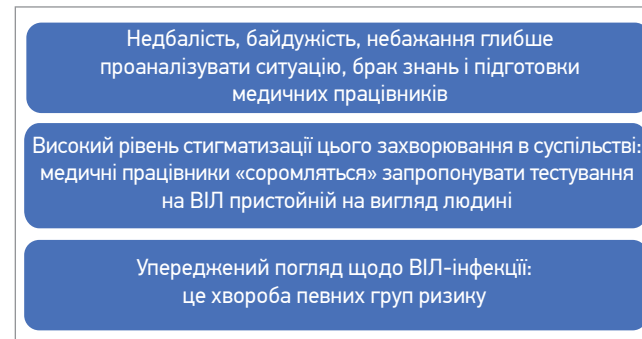 Недбалість, байдужість, небажання глибше
проаналізувати ситуацію, брак знань і підготовки
медичних працівників
Високий рівень стигматизації цього захворювання в суспільстві:
медичні працівники «соромляться» запропонувати тестування
на ВІЛ пристойній на вигляд людині
Упереджений погляд щодо ВІЛ-інфекції:
це хвороба певних груп ризику